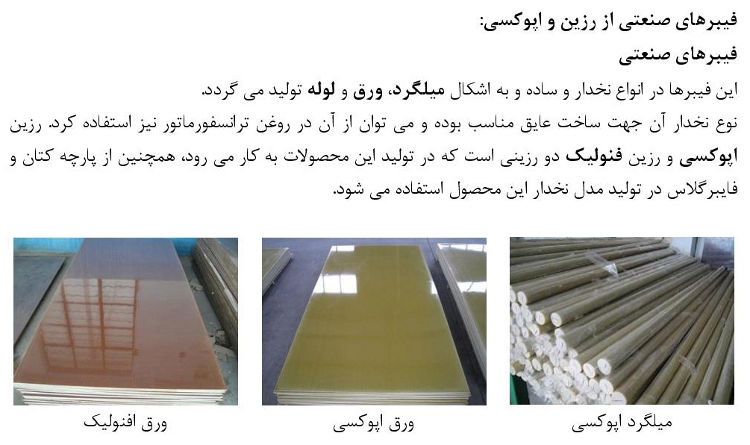 فیبرهای صنعتی از رزین و اپوکسی:
فیبرهای صنعتی
این فیبرها در انواع نخدار و ساده و به اشکال میلگرد، ورق و لوله تولید می گردد.
نوع نخدار آن جهت ساخت عایق مناسب بوده و می توان از آن در روغن ترانسفورماتور نیز استفاده کرد. رزین
اپوکسی و رزین فنولیک دو رزینی است که در تولید این محصولات به کار می رود، همچنین از پارچه کتان و
فایبرگلاس در تولید مدل نخدار این محصول استفاده می شود.
میلگرد اپوکسی
ورق اپوکسی
ورق افنولیک